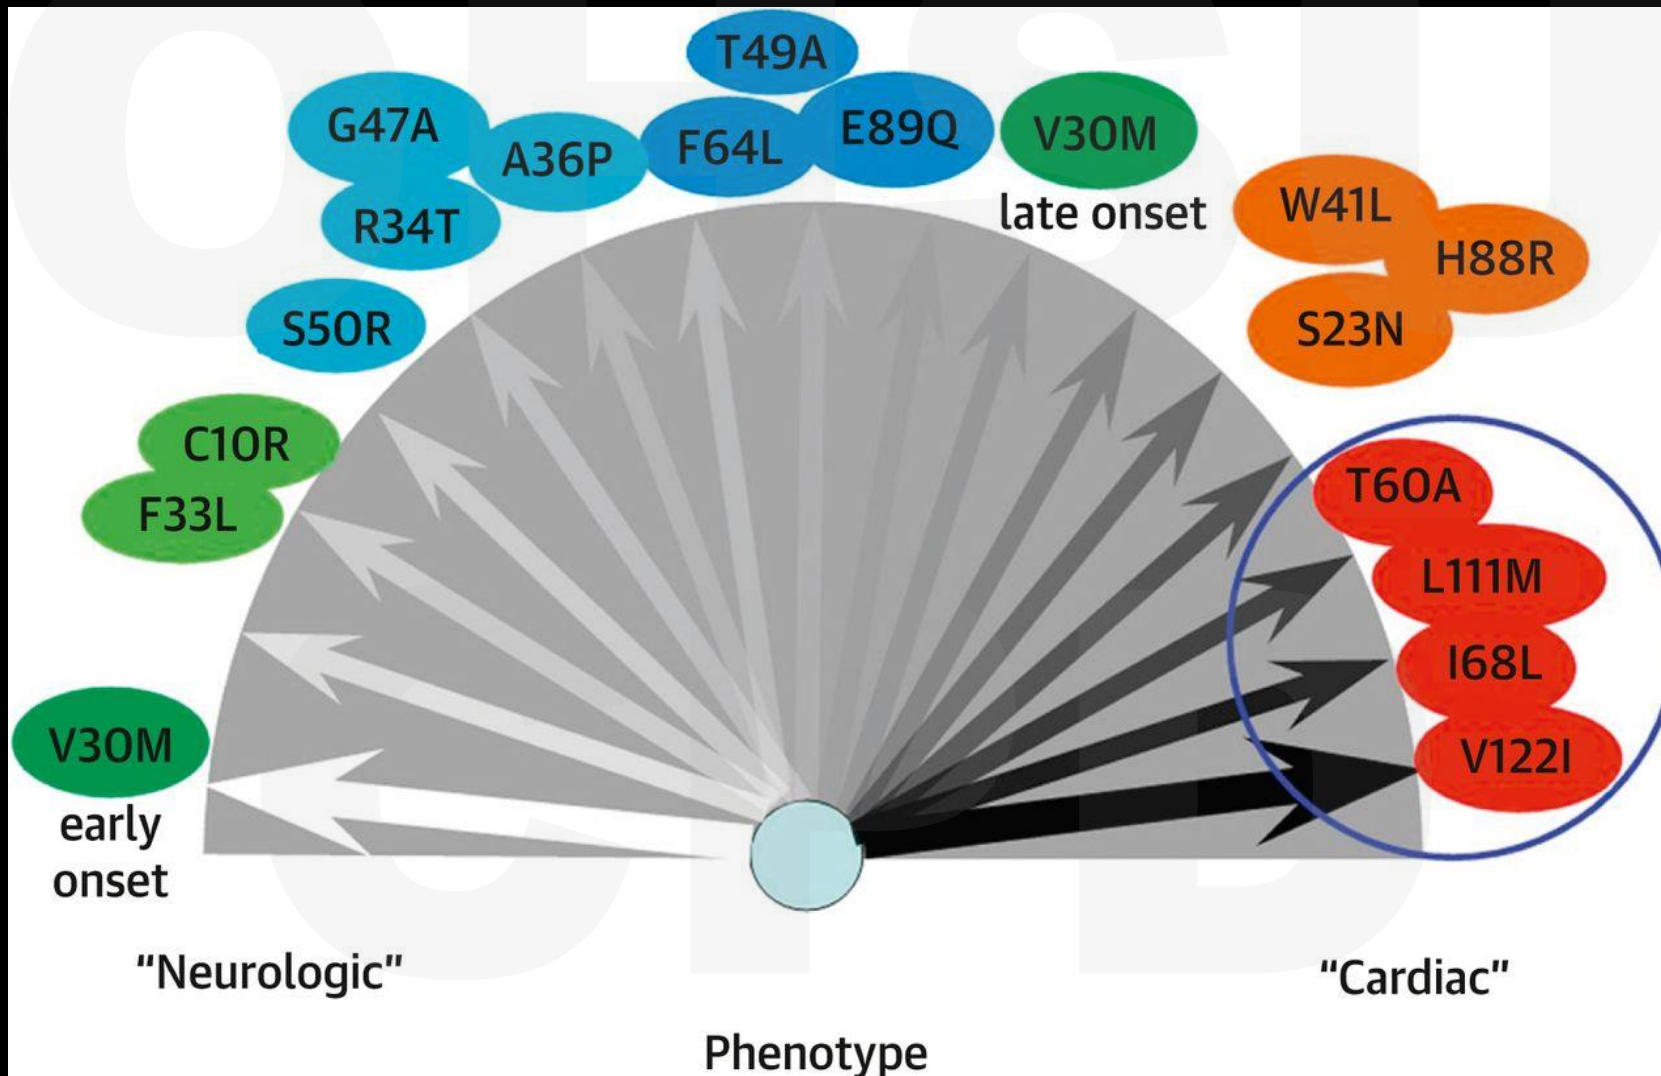 T49A
G47A
A36P
F64L
E89Q
V30M
late onset
R34T
S50R
W41L
H88R
S23N
C10R
F33L
T60A
L111M
I68L
V122I
V30M
early
onset
“Neurologic”
“Cardiac”
Phenotype